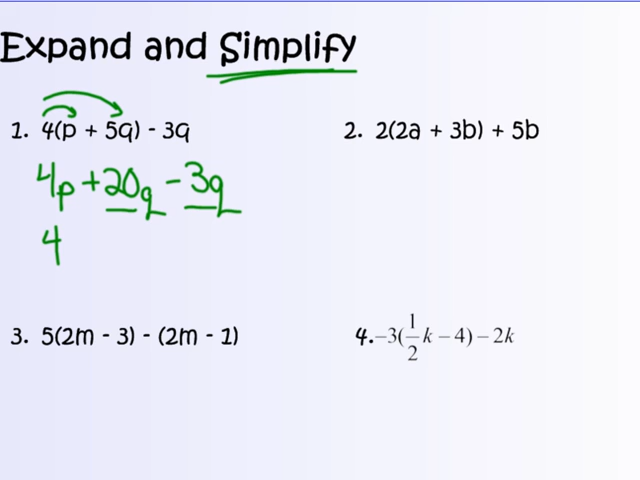 Expand and Simplify
1. 4(p + 5q) - 3q
4p + 20q - 3q
4
2. 2(2a + 3b) + 5b
3. 5(2m - 3) - (2m - 1)
4. −3(1/2 k − 4) − 2k